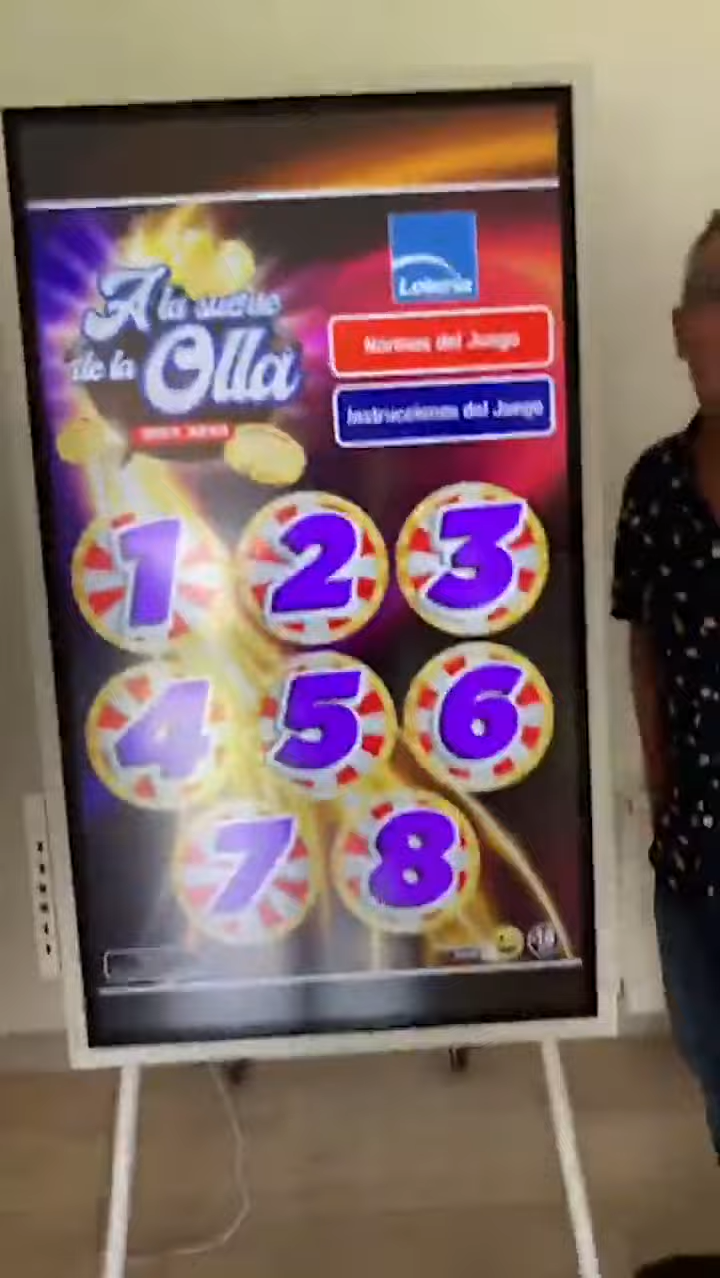 A la suerte
de la Olla
Lotería
Normas del Juego
Instrucciones del Juego
1 2 3
4 5 6
7 8